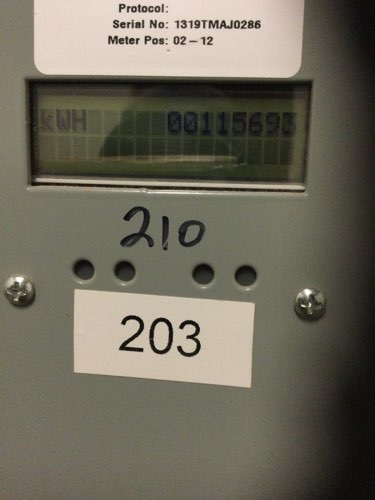 Protocol:
Serial No: 1319TMAJ0286
Meter Pos: 02-12
kWH 00115693
210
203